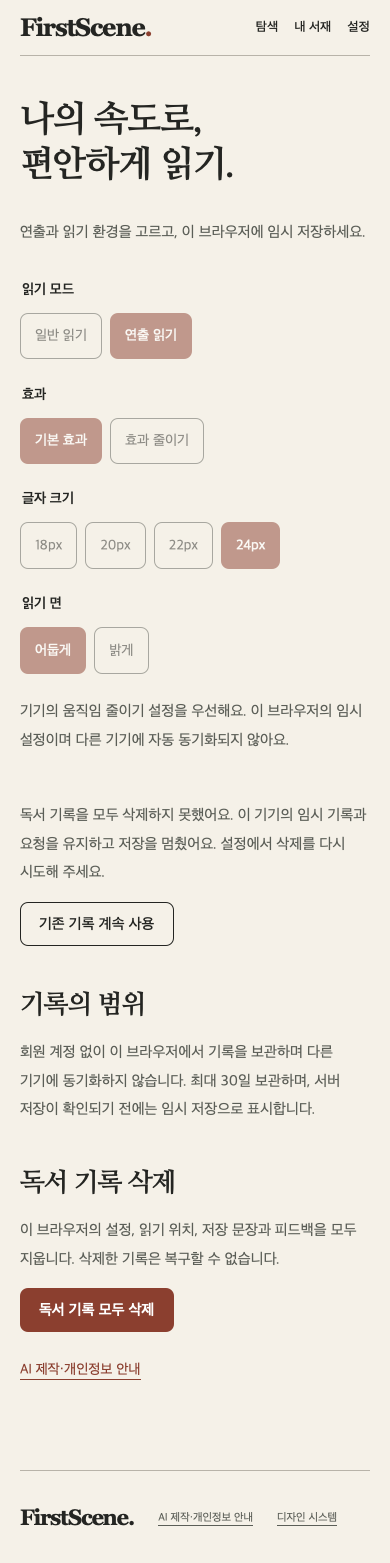 FirstScene.
탐색 내 서재 설정
나의 속도로,
편안하게 읽기.
연출과 읽기 환경을 고르고, 이 브라우저에 임시 저장하세요.
읽기 모드
일반 읽기 연출 읽기
효과
기본 효과 효과 줄이기
글자 크기
18px 20px 22px 24px
읽기 면
어둡게 밝게
기기의 움직임 줄이기 설정을 우선해요. 이 브라우저의 임시
설정이며 다른 기기에 자동 동기화되지 않아요.
독서 기록을 모두 삭제하지 못했어요. 이 기기의 임시 기록과
요청을 유지하고 저장을 멈췄어요. 설정에서 삭제를 다시
시도해 주세요.
기존 기록 계속 사용
기록의 범위
회원 계정 없이 이 브라우저에서 기록을 보관하며 다른
기기에 동기화하지 않습니다. 최대 30일 보관하며, 서버
저장이 확인되기 전에는 임시 저장으로 표시합니다.
독서 기록 삭제
이 브라우저의 설정, 읽기 위치, 저장 문장과 피드백을 모두
지웁니다. 삭제한 기록은 복구할 수 없습니다.
독서 기록 모두 삭제
AI 제작·개인정보 안내
FirstScene. AI 제작·개인정보 안내 디자인 시스템